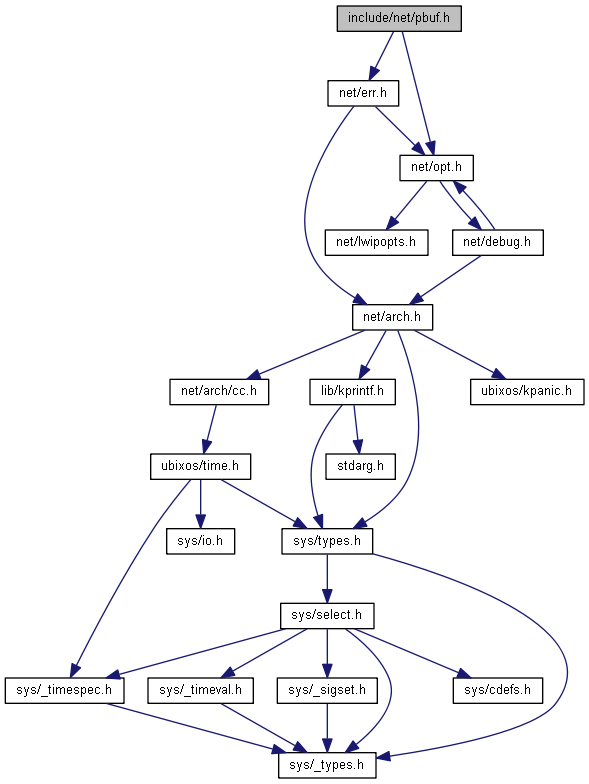 include/net/pbuf.h
net/err.h
net/opt.h
net/lwipopts.h
net/debug.h
net/arch.h
net/arch/cc.h
lib/kprintf.h
ubixos/kpanic.h
ubixos/time.h
stdarg.h
sys/io.h
sys/types.h
sys/select.h
sys/_timespec.h
sys/_timeval.h
sys/_sigset.h
sys/cdefs.h
sys/_types.h